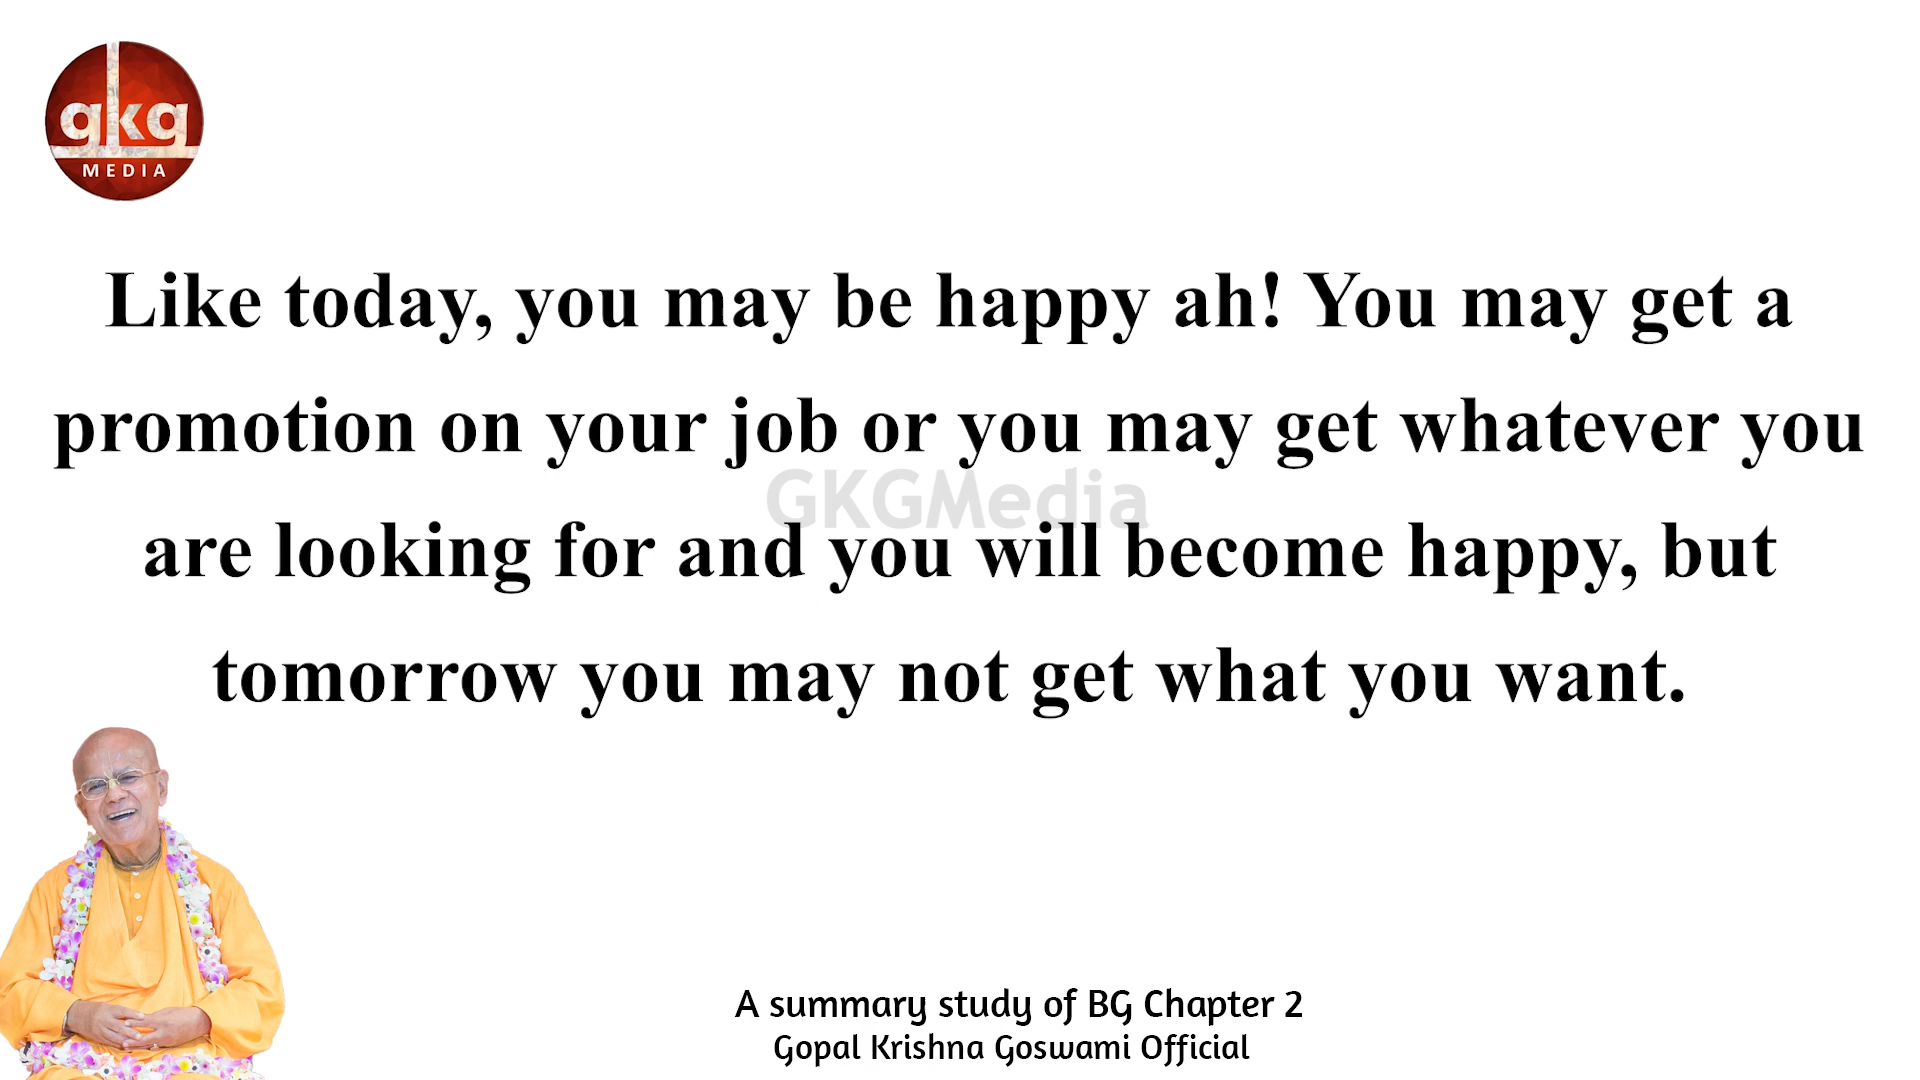 gkg
MEDIA
Like today, you may be happy ah! You may get a
promotion on your job or you may get whatever you
GKGMedia
are looking for and you will become happy, but
tomorrow you may not get what you want.
A summary study of BG Chapter 2
Gopal Krishna Goswami Official